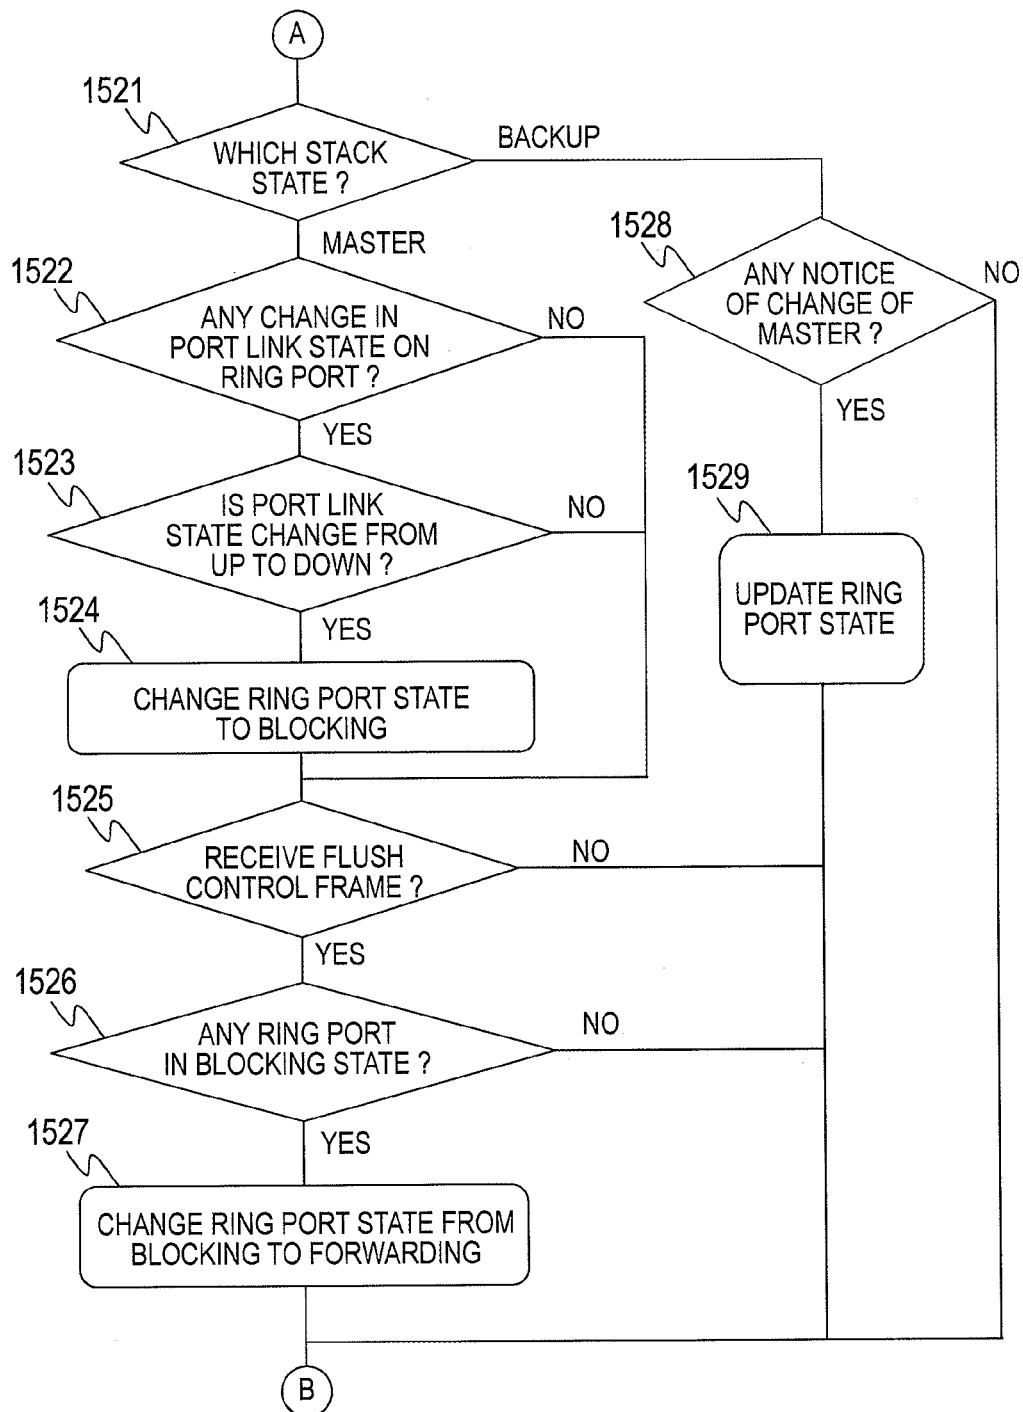 A
1521
WHICH STACK
STATE ?
BACKUP
MASTER
1522
ANY CHANGE IN
PORT LINK STATE ON
RING PORT ?
NO
YES
1523
IS PORT LINK
STATE CHANGE FROM
UP TO DOWN ?
NO
YES
1524
CHANGE RING PORT STATE
TO BLOCKING
1525
RECEIVE FLUSH
CONTROL FRAME ?
NO
YES
1526
ANY RING PORT
IN BLOCKING STATE ?
NO
YES
1527
CHANGE RING PORT STATE FROM
BLOCKING TO FORWARDING
1528
ANY NOTICE
OF CHANGE OF
MASTER ?
NO
YES
1529
UPDATE RING
PORT STATE
B